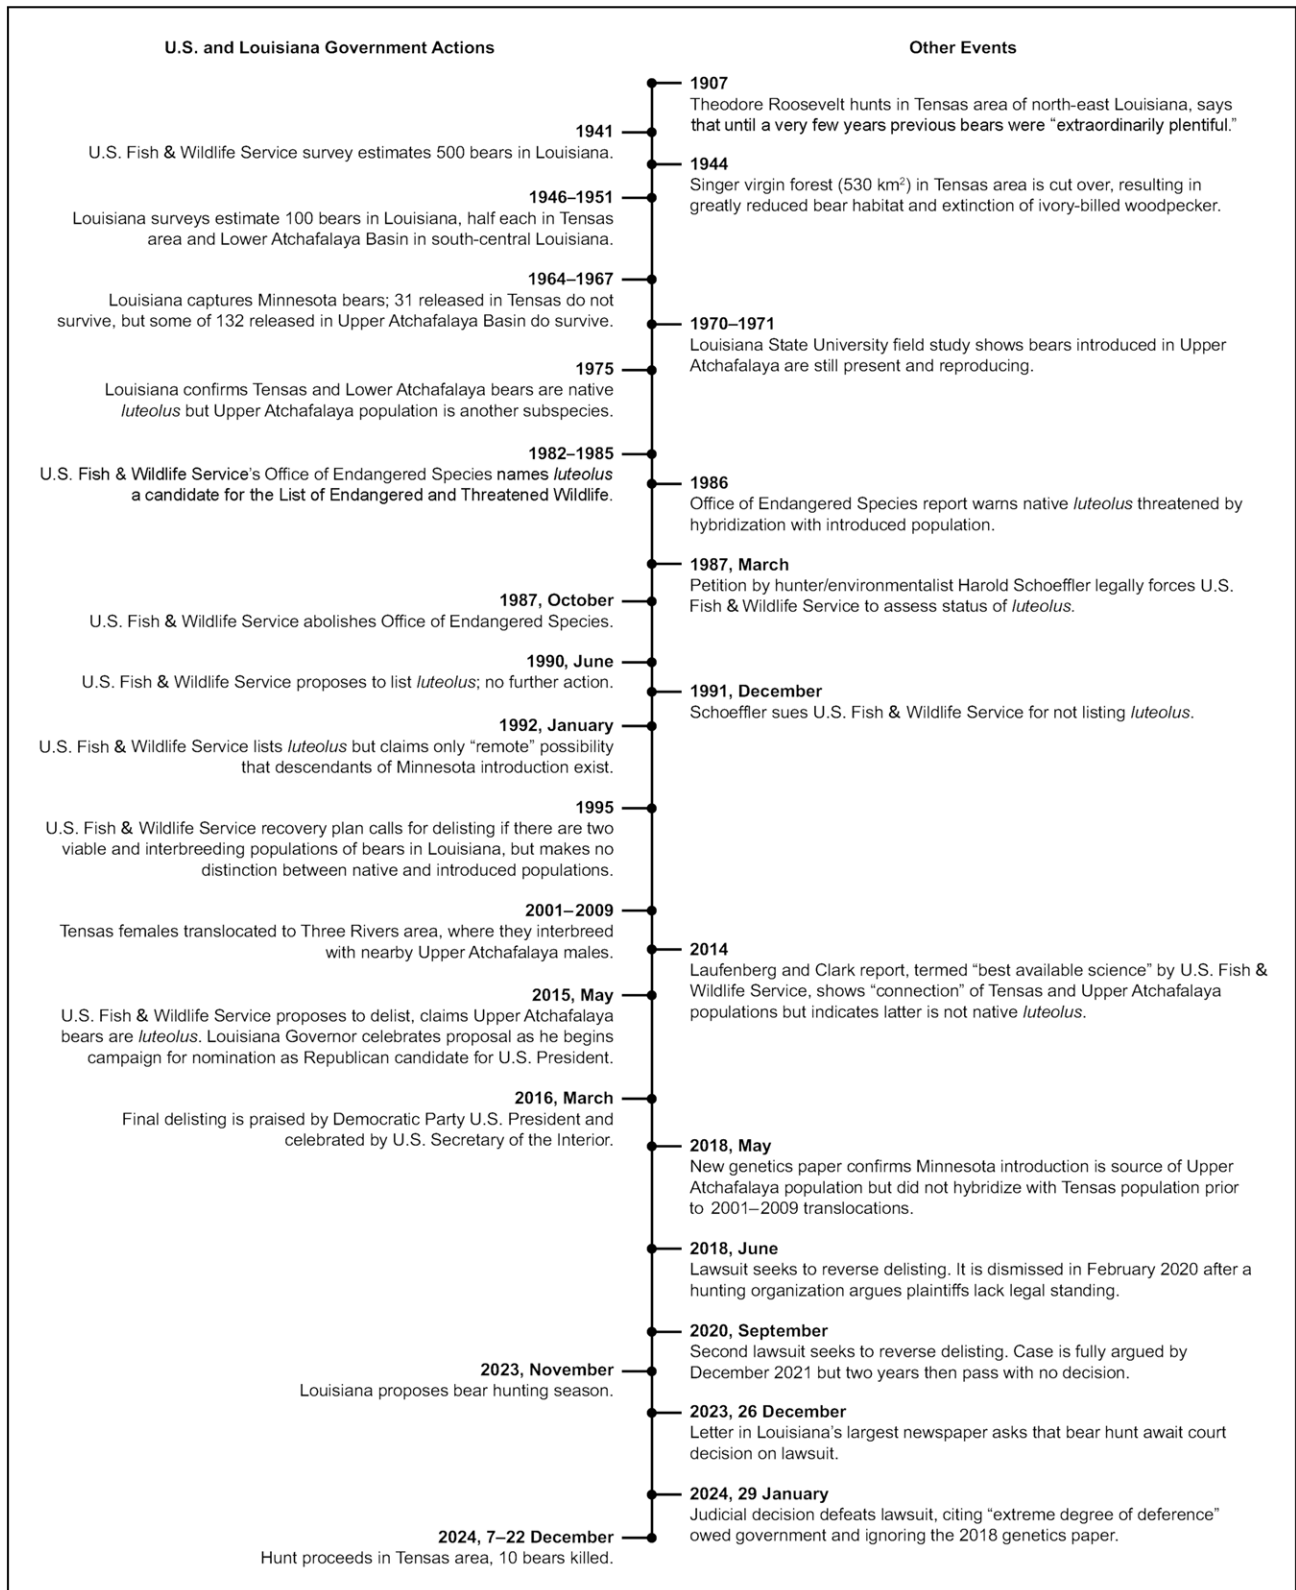 U.S. and Louisiana Government Actions
Other Events
1907
Theodore Roosevelt hunts in Tensas area of north-east Louisiana, says
that until a very few years previous bears were “extraordinarily plentiful.”
1941
U.S. Fish & Wildlife Service survey estimates 500 bears in Louisiana.
1944
Singer virgin forest (530 km²) in Tensas area is cut over, resulting in
greatly reduced bear habitat and extinction of ivory-billed woodpecker.
1946–1951
Louisiana surveys estimate 100 bears in Louisiana, half each in Tensas
area and Lower Atchafalaya Basin in south-central Louisiana.
1964–1967
Louisiana captures Minnesota bears; 31 released in Tensas do not
survive, but some of 132 released in Upper Atchafalaya Basin do survive.
1970–1971
Louisiana State University field study shows bears introduced in Upper
Atchafalaya are still present and reproducing.
1975
Louisiana confirms Tensas and Lower Atchafalaya bears are native
luteolus but Upper Atchafalaya population is another subspecies.
1982–1985
U.S. Fish & Wildlife Service’s Office of Endangered Species names luteolus
a candidate for the List of Endangered and Threatened Wildlife.
1986
Office of Endangered Species report warns native luteolus threatened by
hybridization with introduced population.
1987, March
Petition by hunter/environmentalist Harold Schoeffler legally forces U.S.
Fish & Wildlife Service to assess status of luteolus.
1987, October
U.S. Fish & Wildlife Service abolishes Office of Endangered Species.
1990, June
U.S. Fish & Wildlife Service proposes to list luteolus; no further action.
1991, December
Schoeffler sues U.S. Fish & Wildlife Service for not listing luteolus.
1992, January
U.S. Fish & Wildlife Service lists luteolus but claims only “remote” possibility
that descendants of Minnesota introduction exist.
1995
U.S. Fish & Wildlife Service recovery plan calls for delisting if there are two
viable and interbreeding populations of bears in Louisiana, but makes no
distinction between native and introduced populations.
2001–2009
Tensas females translocated to Three Rivers area, where they interbreed
with nearby Upper Atchafalaya males.
2014
Laufenberg and Clark report, termed “best available science” by U.S. Fish &
Wildlife Service, shows “connection” of Tensas and Upper Atchafalaya
populations but indicates latter is not native luteolus.
2015, May
U.S. Fish & Wildlife Service proposes to delist, claims Upper Atchafalaya
bears are luteolus. Louisiana Governor celebrates proposal as he begins
campaign for nomination as Republican candidate for U.S. President.
2016, March
Final delisting is praised by Democratic Party U.S. President and
celebrated by U.S. Secretary of the Interior.
2018, May
New genetics paper confirms Minnesota introduction is source of Upper
Atchafalaya population but did not hybridize with Tensas population prior
to 2001–2009 translocations.
2018, June
Lawsuit seeks to reverse delisting. It is dismissed in February 2020 after a
hunting organization argues plaintiffs lack legal standing.
2020, September
Second lawsuit seeks to reverse delisting. Case is fully argued by
December 2021 but two years then pass with no decision.
2023, November
Louisiana proposes bear hunting season.
2023, 26 December
Letter in Louisiana’s largest newspaper asks that bear hunt await court
decision on lawsuit.
2024, 29 January
Judicial decision defeats lawsuit, citing “extreme degree of deference”
owed government and ignoring the 2018 genetics paper.
2024, 7–22 December
Hunt proceeds in Tensas area, 10 bears killed.